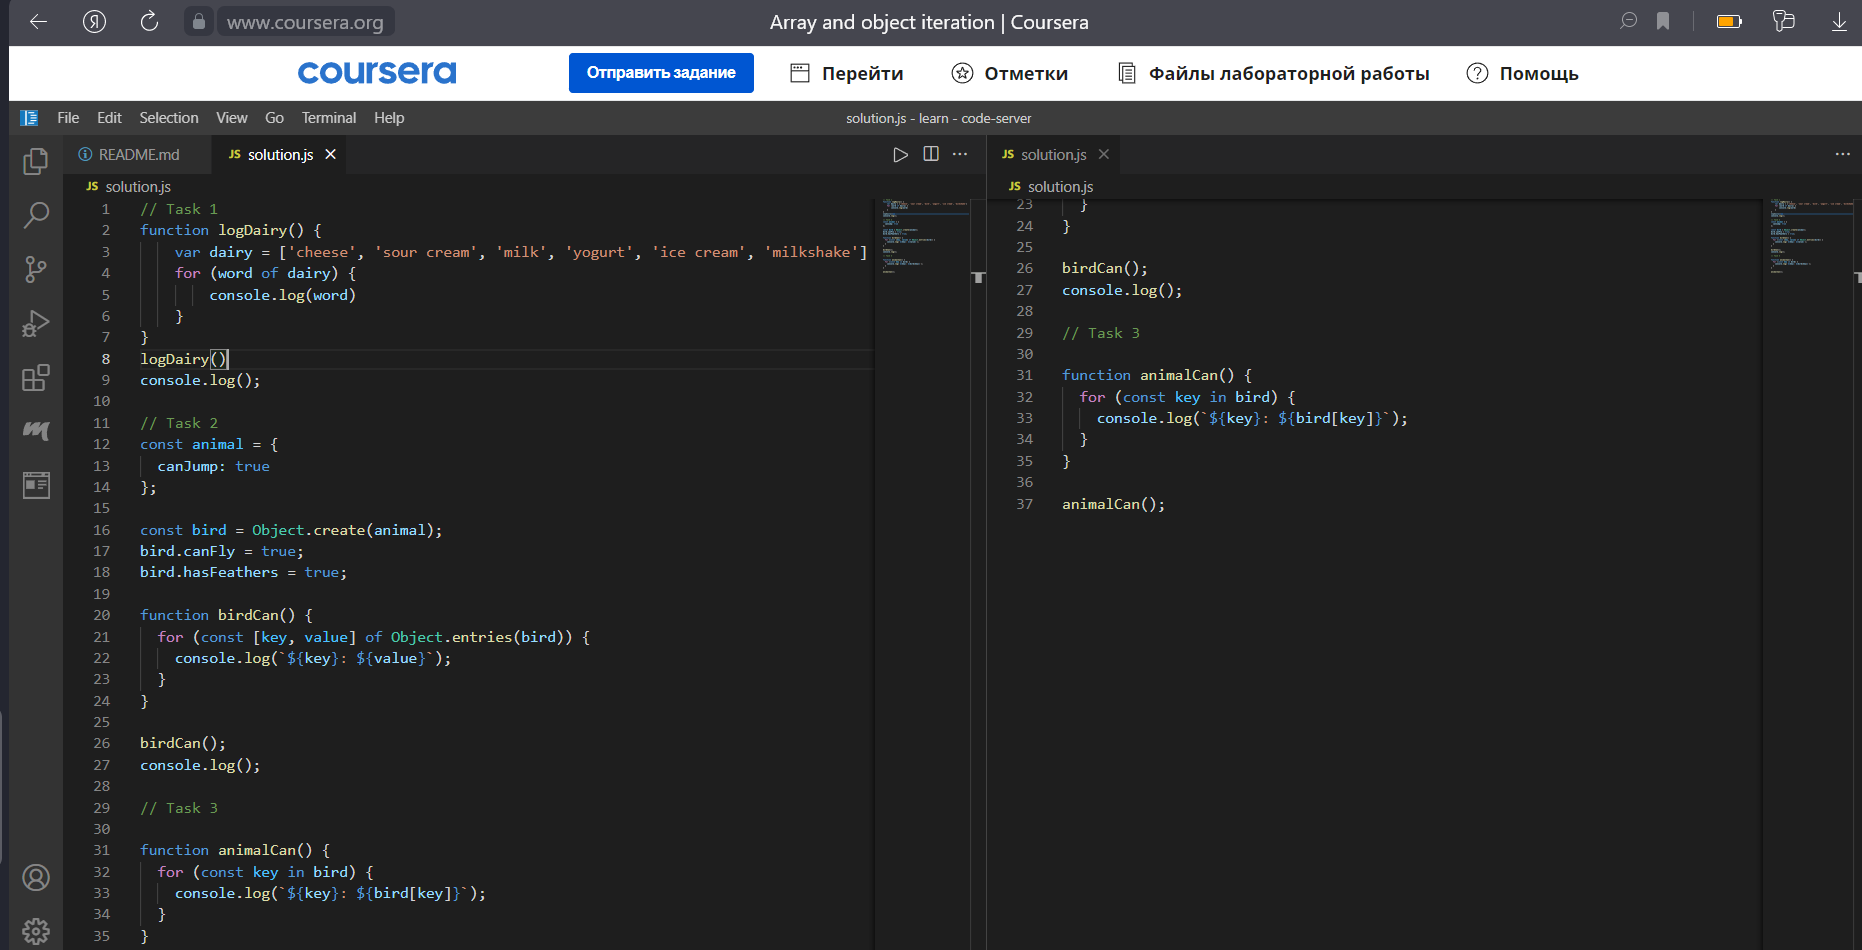 www.coursera.org
Array and object iteration | Coursera
coursera
Отправить задание
Перейти
Отметки
Файлы лабораторной работы
Помощь
File Edit Selection View Go Terminal Help
solution.js - learn - code-server
README.md
JS solution.js
JS solution.js
1 // Task 1
2 function logDairy() {
3 var dairy = ['cheese', 'sour cream', 'milk', 'yogurt', 'ice cream', 'milkshake']
4 for (word of dairy) {
5 console.log(word)
6 }
7 }
8 logDairy()
9 console.log();
10
11 // Task 2
12 const animal = {
13 canJump: true
14 };
15
16 const bird = Object.create(animal);
17 bird.canFly = true;
18 bird.hasFeathers = true;
19
20 function birdCan() {
21 for (const [key, value] of Object.entries(bird)) {
22 console.log(`${key}: ${value}`);
23 }
24 }
25
26 birdCan();
27 console.log();
28
29 // Task 3
30
31 function animalCan() {
32 for (const key in bird) {
33 console.log(`${key}: ${bird[key]}`);
34 }
35 }
JS solution.js
JS solution.js
23 }
24 }
25
26 birdCan();
27 console.log();
28
29 // Task 3
30
31 function animalCan() {
32 for (const key in bird) {
33 console.log(`${key}: ${bird[key]}`);
34 }
35 }
36
37 animalCan();